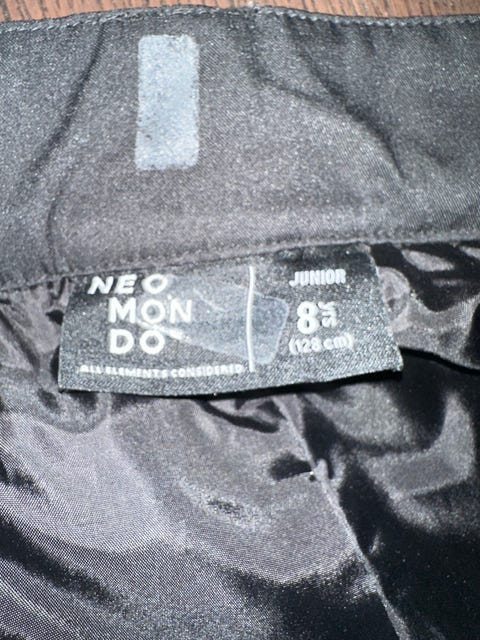 NEO
MON
DO
ALL ELEMENTS CONSIDERED
JUNIOR
8
(128 cm)